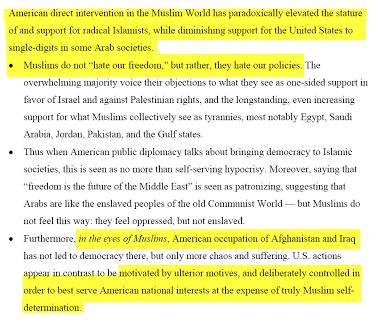 American direct intervention in the Muslim World has paradoxically elevated the stature
of and support for radical Islamists, while diminishing support for the United States to
single-digits in some Arab societies.
• Muslims do not “hate our freedom,” but rather, they hate our policies. The
overwhelming majority voice their objections to what they see as one-sided support in
favor of Israel and against Palestinian rights, and the longstanding, even increasing
support for what Muslims collectively see as tyrannies, most notably Egypt, Saudi
Arabia, Jordan, Pakistan, and the Gulf states.
• Thus when American public diplomacy talks about bringing democracy to Islamic
societies, this is seen as no more than self-serving hypocrisy. Moreover, saying that
“freedom is the future of the Middle East” is seen as patronizing, suggesting that
Arabs are like the enslaved peoples of the old Communist World — but Muslims do
not feel this way: they feel oppressed, but not enslaved.
• Furthermore, in the eyes of Muslims, American occupation of Afghanistan and Iraq
has not led to democracy there, but only more chaos and suffering. U.S. actions
appear in contrast to be motivated by ulterior motives, and deliberately controlled in
order to best serve American national interests at the expense of truly Muslim self-
determination.